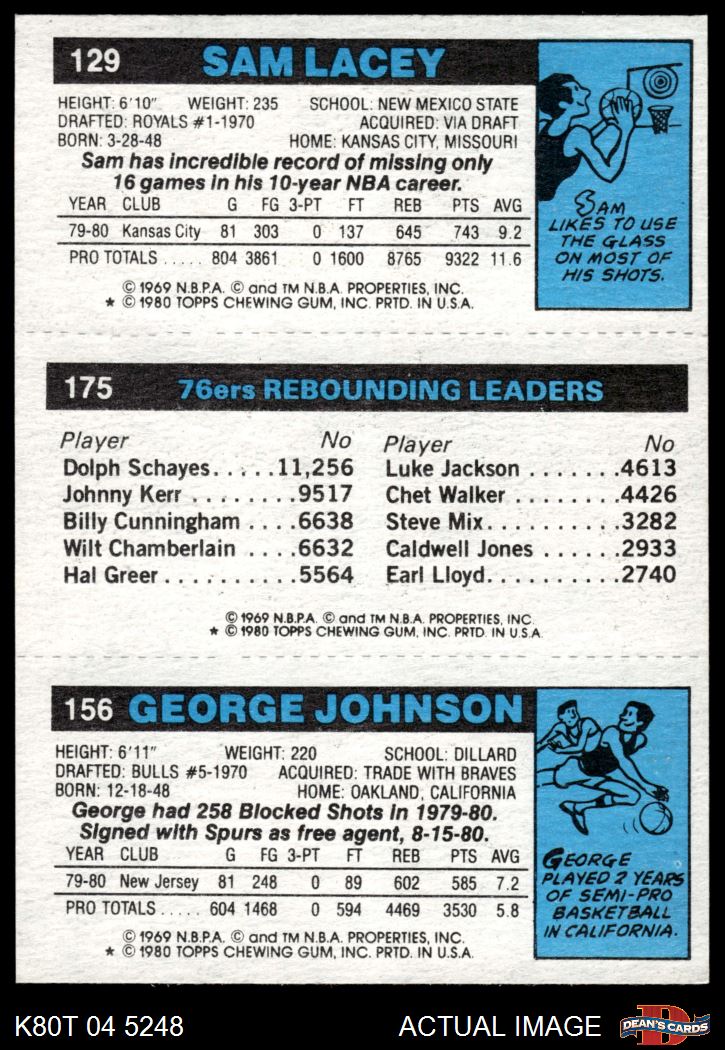 129 SAM LACEY
HEIGHT: 6'10" WEIGHT: 235 SCHOOL: NEW MEXICO STATE
DRAFTED: ROYALS #1-1970 ACQUIRED: VIA DRAFT
BORN: 3-28-48 HOME: KANSAS CITY, MISSOURI
Sam has incredible record of missing only
16 games in his 10-year NBA career.
YEAR CLUB G FG 3-PT FT REB PTS AVG
79-80 Kansas City 81 303 0 137 645 743 9.2
PRO TOTALS ..... 804 3861 0 1600 8765 9322 11.6
© 1969 N.B.P.A. © and TM N.B.A. PROPERTIES, INC.
★ © 1980 TOPPS CHEWING GUM, INC. PRTD. IN U.S.A.
SAM
LIKES TO USE
THE GLASS
ON MOST OF
HIS SHOTS.
175 76ers REBOUNDING LEADERS
Player No Player No
Dolph Schayes.....11,256 Luke Jackson .......4613
Johnny Kerr ........9517 Chet Walker ........4426
Billy Cunningham ....6638 Steve Mix..........3282
Wilt Chamberlain ....6632 Caldwell Jones ......2933
Hal Greer..........5564 Earl Lloyd..........2740
© 1969 N.B.P.A. © and TM N.B.A. PROPERTIES, INC.
★ © 1980 TOPPS CHEWING GUM, INC. PRTD. IN U.S.A.
156 GEORGE JOHNSON
HEIGHT: 6'11" WEIGHT: 220 SCHOOL: DILLARD
DRAFTED: BULLS #5-1970 ACQUIRED: TRADE WITH BRAVES
BORN: 12-18-48 HOME: OAKLAND, CALIFORNIA
George had 258 Blocked Shots in 1979-80.
Signed with Spurs as free agent, 8-15-80.
YEAR CLUB G FG 3-PT FT REB PTS AVG
79-80 New Jersey 81 248 0 89 602 585 7.2
PRO TOTALS ..... 604 1468 0 594 4469 3530 5.8
© 1969 N.B.P.A. © and TM N.B.A. PROPERTIES, INC.
★ © 1980 TOPPS CHEWING GUM, INC. PRTD. IN U.S.A.
GEORGE
PLAYED 2 YEARS
OF SEMI-PRO
BASKETBALL
IN CALIFORNIA.
K80T 04 5248 ACTUAL IMAGE D DEAN'S CARDS